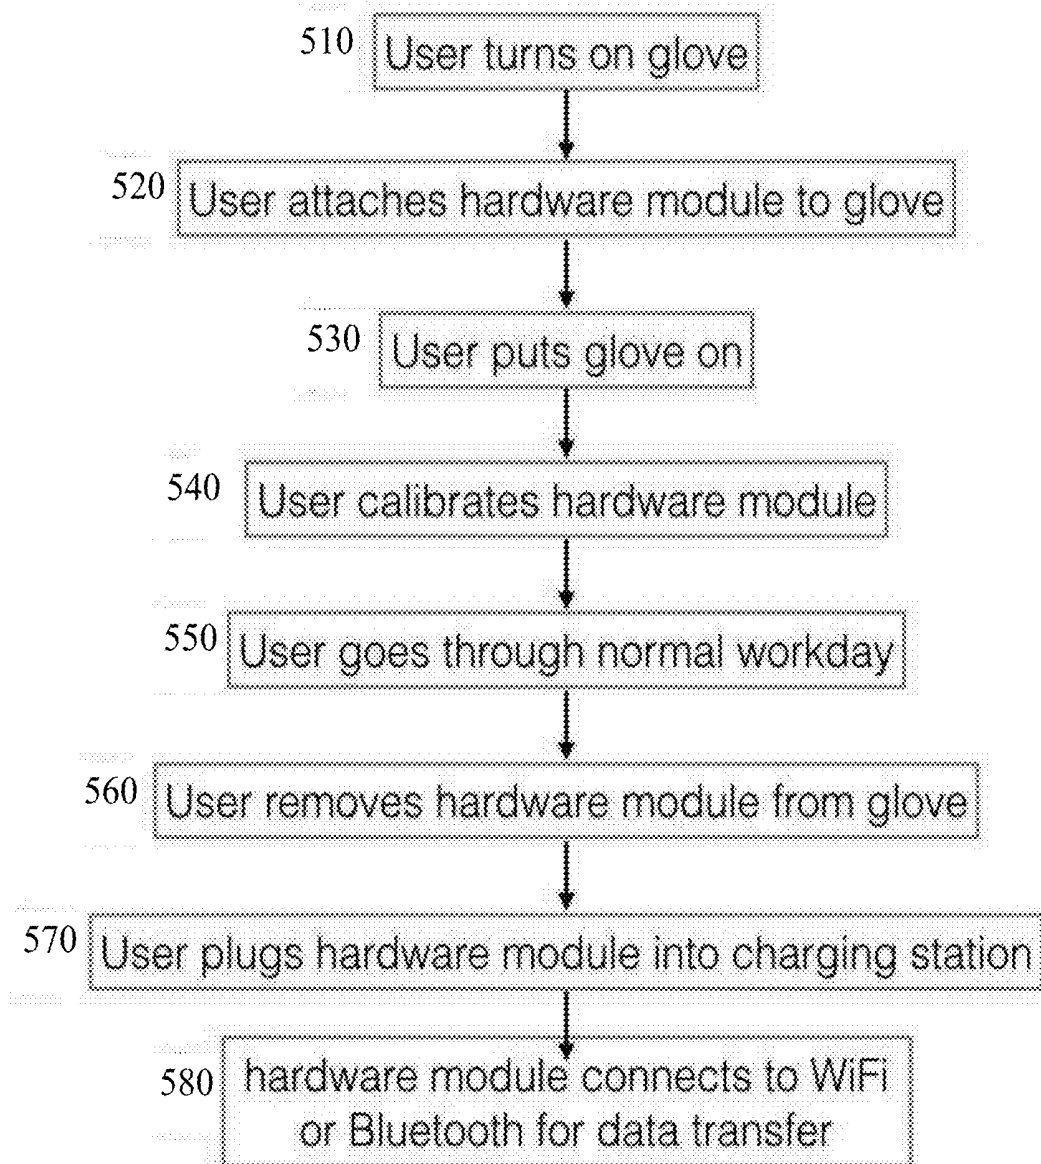 510
User turns on glove
520
User attaches hardware module to glove
530
User puts glove on
540
User calibrates hardware module
550
User goes through normal workday
560
User removes hardware module from glove
570
User plugs hardware module into charging station
580
hardware module connects to WiFi
or Bluetooth for data transfer